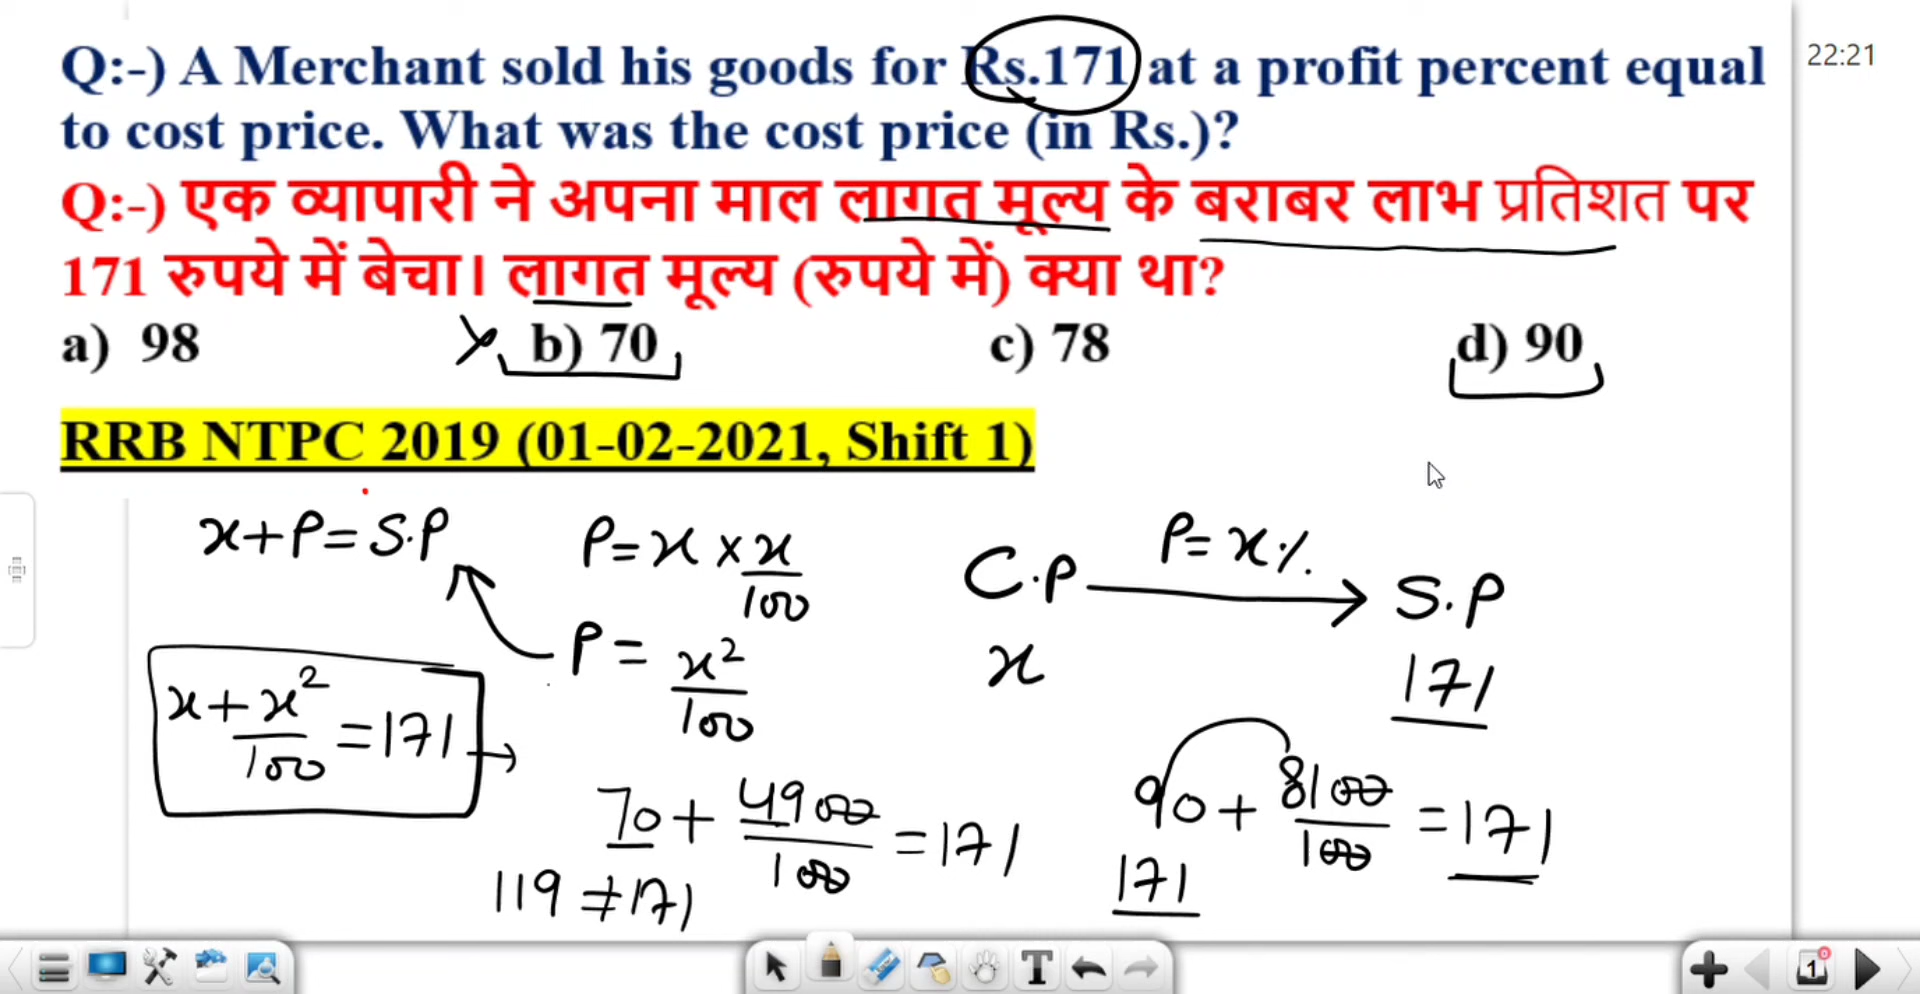 Q:-) A Merchant sold his goods for Rs.171 at a profit percent equal
to cost price. What was the cost price (in Rs.)?
Q:-) एक व्यापारी ने अपना माल लागत मूल्य के बराबर लाभ प्रतिशत पर
171 रुपये में बेचा। लागत मूल्य (रुपये में) क्या था?
a) 98 b) 70 c) 78 d) 90
RRB NTPC 2019 (01-02-2021, Shift 1)
22:21
x+P=S.P
x+x²/100=171
P=x×x/100
P=x²/100
C.P P=x% S.P
x 171
70+4900/100=171
119≠171
90+8100/100=171
171
T
1
0